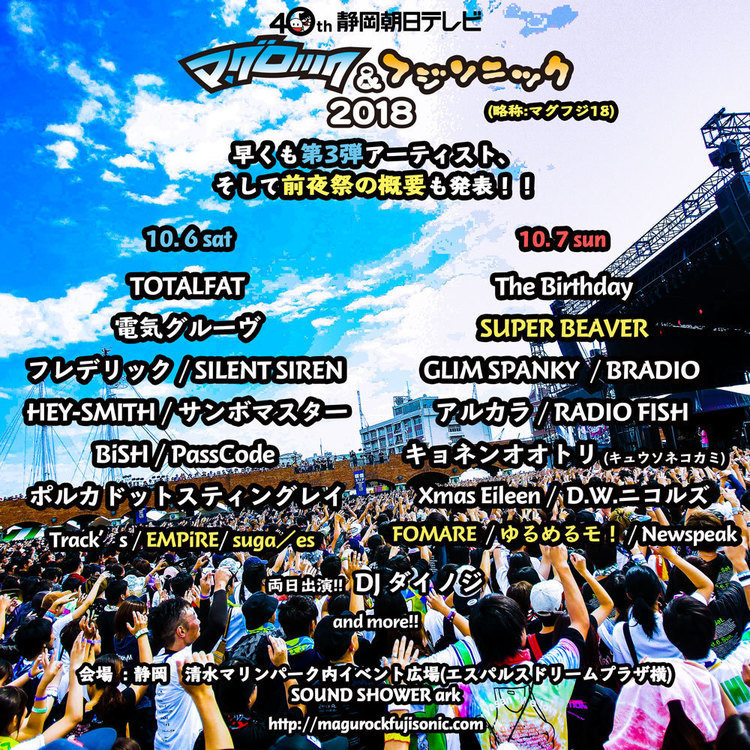 40th 静岡朝日テレビ
マグロック&フジソニック
2018
(略称:マグフジ18)
早くも第3弾アーティスト、
そして前夜祭の概要も発表!!
10.6 sat
TOTALFAT
電気グルーヴ
フレデリック / SILENT SIREN
HEY-SMITH / サンボマスター
BiSH / PassCode
ポルカドットスティングレイ
Track’s / EMPiRE/ suga/es
10.7 sun
The Birthday
SUPER BEAVER
GLIM SPANKY / BRADIO
アルカラ / RADIO FISH
キョネンオオトリ (キュウソネコカミ)
Xmas Eileen / D.W.ニコルズ
FOMARE / ゆるめるモ! / Newspeak
両日出演!! DJ ダイノジ
and more!!
会場 : 静岡 清水マリンパーク内イベント広場(エスパルスドリームプラザ横)
SOUND SHOWER ark
http://magurockfujisonic.com